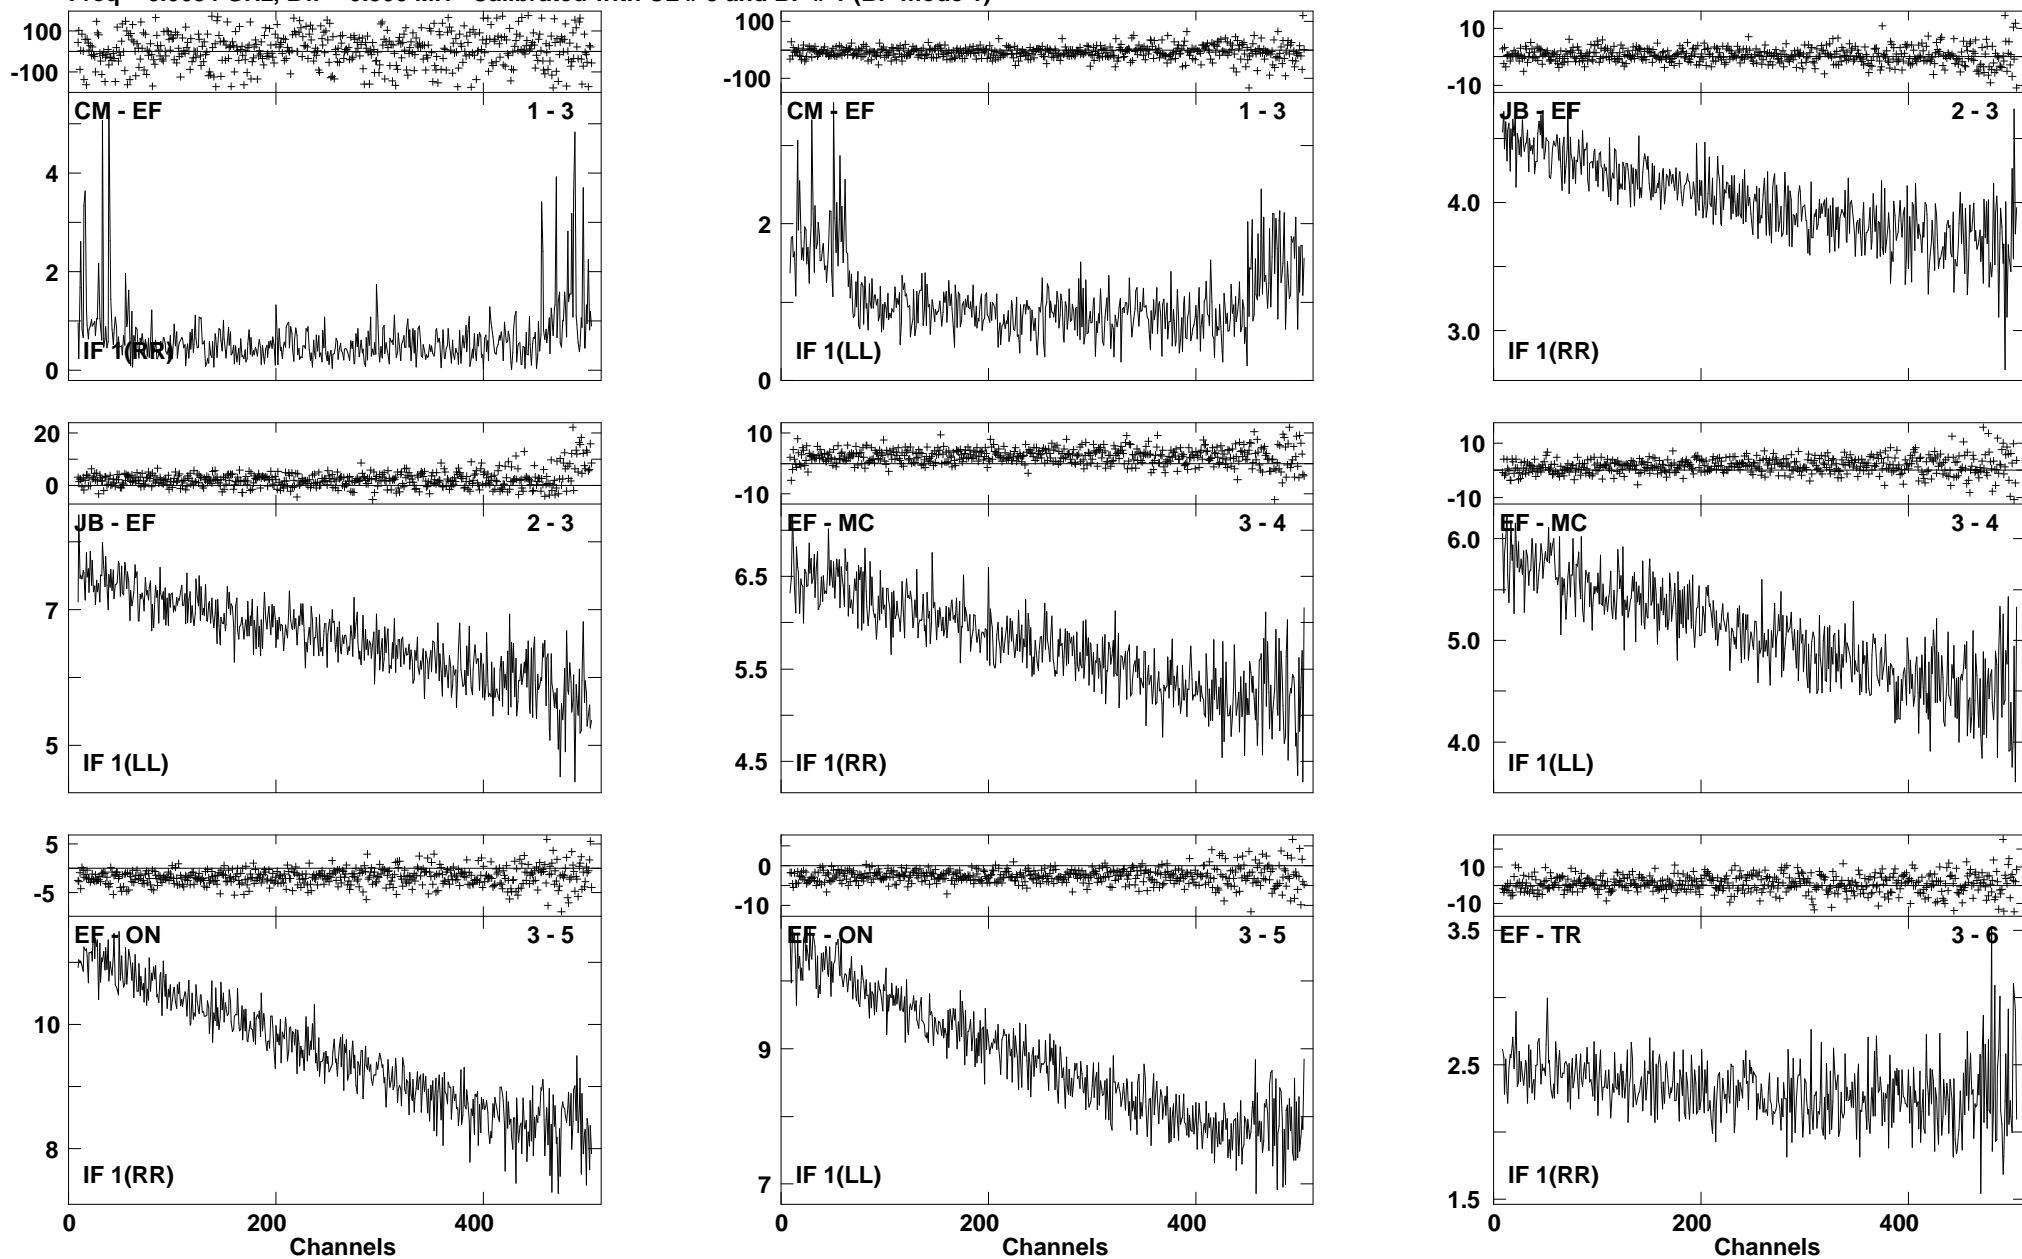 100
-100
CM - EF 1 - 3
4
2
0
IF 1(RR)
100
-100
CM - EF 1 - 3
2
0
IF 1(LL)
10
-10
JB - EF 2 - 3
4.0
3.0
IF 1(RR)
20
0
JB - EF 2 - 3
7
5
IF 1(LL)
10
-10
EF - MC 3 - 4
6.5
5.5
4.5
IF 1(RR)
10
-10
EF - MC 3 - 4
6.0
5.0
4.0
IF 1(LL)
5
-5
EF - ON 3 - 5
10
8
IF 1(RR)
0 200 400
Channels
0
-10
EF - ON 3 - 5
9
7
IF 1(LL)
0 200 400
Channels
10
-10
EF - TR 3 - 6
3.5
2.5
1.5
IF 1(RR)
0 200 400
Channels